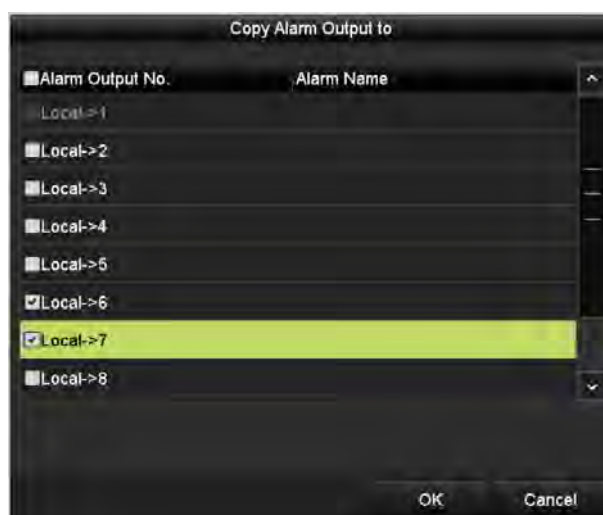 Copy Alarm Output to
Alarm Output No. Alarm Name
Local->1
Local->2
Local->3
Local->4
Local->5
Local->6
Local->7
Local->8
OK Cancel